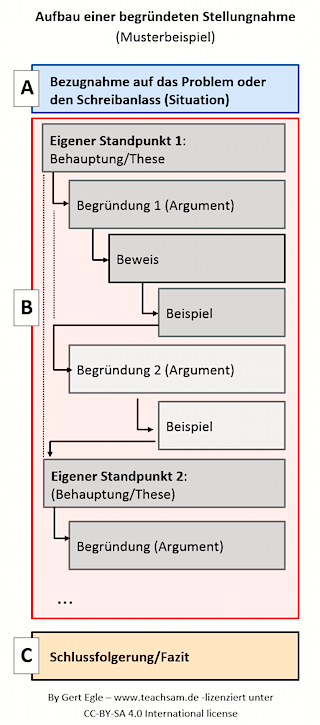 Aufbau einer begründeten Stellungnahme
(Musterbeispiel)
A
Bezugnahme auf das Problem oder
den Schreibanlass (Situation)
B
Eigener Standpunkt 1:
Behauptung/These
Begründung 1 (Argument)
Beweis
Beispiel
Begründung 2 (Argument)
Beispiel
Eigener Standpunkt 2:
(Behauptung/These)
Begründung (Argument)
...
C
Schlussfolgerung/Fazit
By Gert Egle – www.teachsam.de -lizenziert unter
CC-BY-SA 4.0 International license